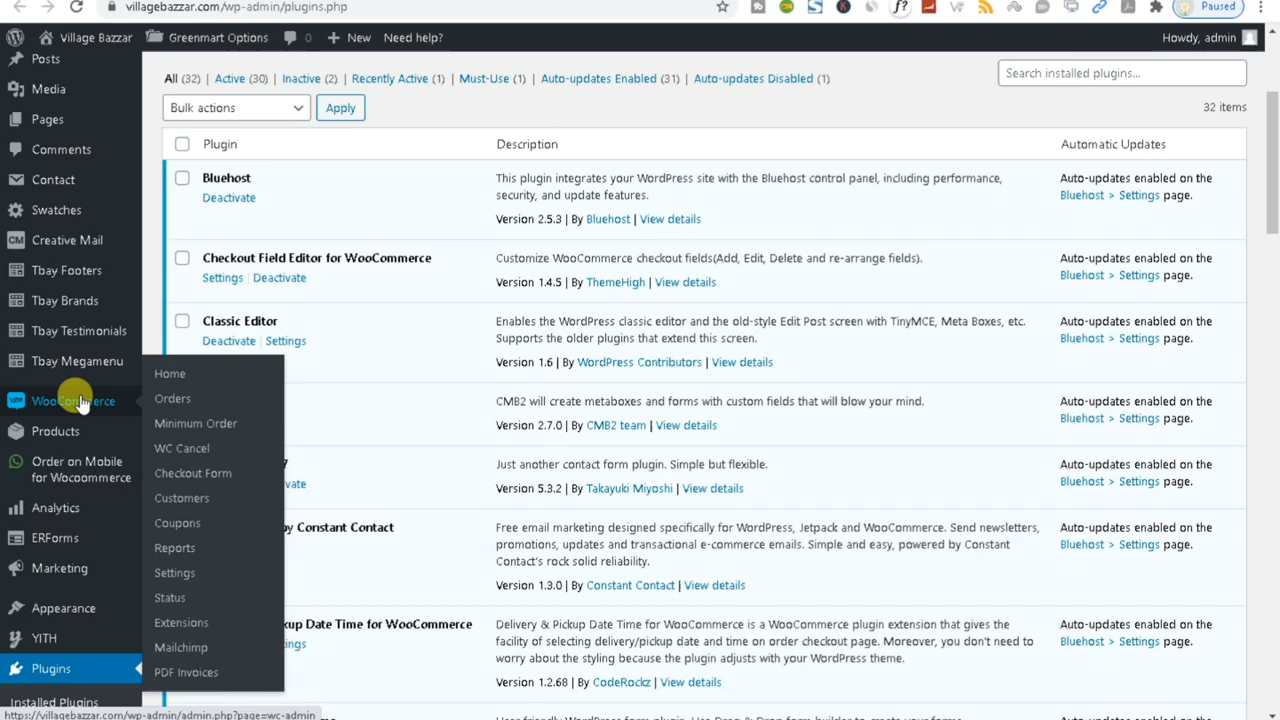 villagebazzar.com/wp-admin/plugins.php
Paused
Village Bazzar
Greenmart Options
0
New
Need help?
Howdy, admin
Posts
Media
Pages
Comments
Contact
Swatches
Creative Mail
Tbay Footers
Tbay Brands
Tbay Testimonials
Tbay Megamenu
WooCommerce
Products
Order on Mobile
for Wocoommerce
Analytics
ERForms
Marketing
Appearance
YITH
Plugins
Installed Plugins
Home
Orders
Minimum Order
WC Cancel
Checkout Form
Customers
Coupons
Reports
Settings
Status
Extensions
Mailchimp
PDF Invoices
All (32) | Active (30) | Inactive (2) | Recently Active (1) | Must-Use (1) | Auto-updates Enabled (31) | Auto-updates Disabled (1)
Search installed plugins...
Bulk actions
Apply
32 items
Plugin
Description
Automatic Updates
Bluehost
Deactivate
This plugin integrates your WordPress site with the Bluehost control panel, including performance,
security, and update features.
Version 2.5.3 | By Bluehost | View details
Auto-updates enabled on the
Bluehost > Settings page.
Checkout Field Editor for WooCommerce
Settings | Deactivate
Customize WooCommerce checkout fields(Add, Edit, Delete and re-arrange fields).
Version 1.4.5 | By ThemeHigh | View details
Auto-updates enabled on the
Bluehost > Settings page.
Classic Editor
Deactivate | Settings
Enables the WordPress classic editor and the old-style Edit Post screen with TinyMCE, Meta Boxes, etc.
Supports the older plugins that extend this screen.
Version 1.6 | By WordPress Contributors | View details
Auto-updates enabled on the
Bluehost > Settings page.
CMB2 will create metaboxes and forms with custom fields that will blow your mind.
Version 2.7.0 | By CMB2 team | View details
Auto-updates enabled on the
Bluehost > Settings page.
7
vate
Just another contact form plugin. Simple but flexible.
Version 5.3.2 | By Takayuki Miyoshi | View details
Auto-updates enabled on the
Bluehost > Settings page.
by Constant Contact
Free email marketing designed specifically for WordPress, Jetpack and WooCommerce. Send newsletters,
promotions, updates and transactional e-commerce emails. Simple and easy, powered by Constant
Contact's rock solid reliability.
Version 1.3.0 | By Constant Contact | View details
Auto-updates enabled on the
Bluehost > Settings page.
kup Date Time for WooCommerce
ings
Delivery & Pickup Date Time for WooCommerce is a WooCommerce plugin extension that gives the
facility of selecting delivery/pickup date and time on order checkout page. Moreover, you don't need to
worry about the styling because the plugin adjusts with your WordPress theme.
Version 1.2.68 | By CodeRockz | View details
Auto-updates enabled on the
Bluehost > Settings page.
https://villagebazzar.com/wp-admin/admin.php?page=wc-admin